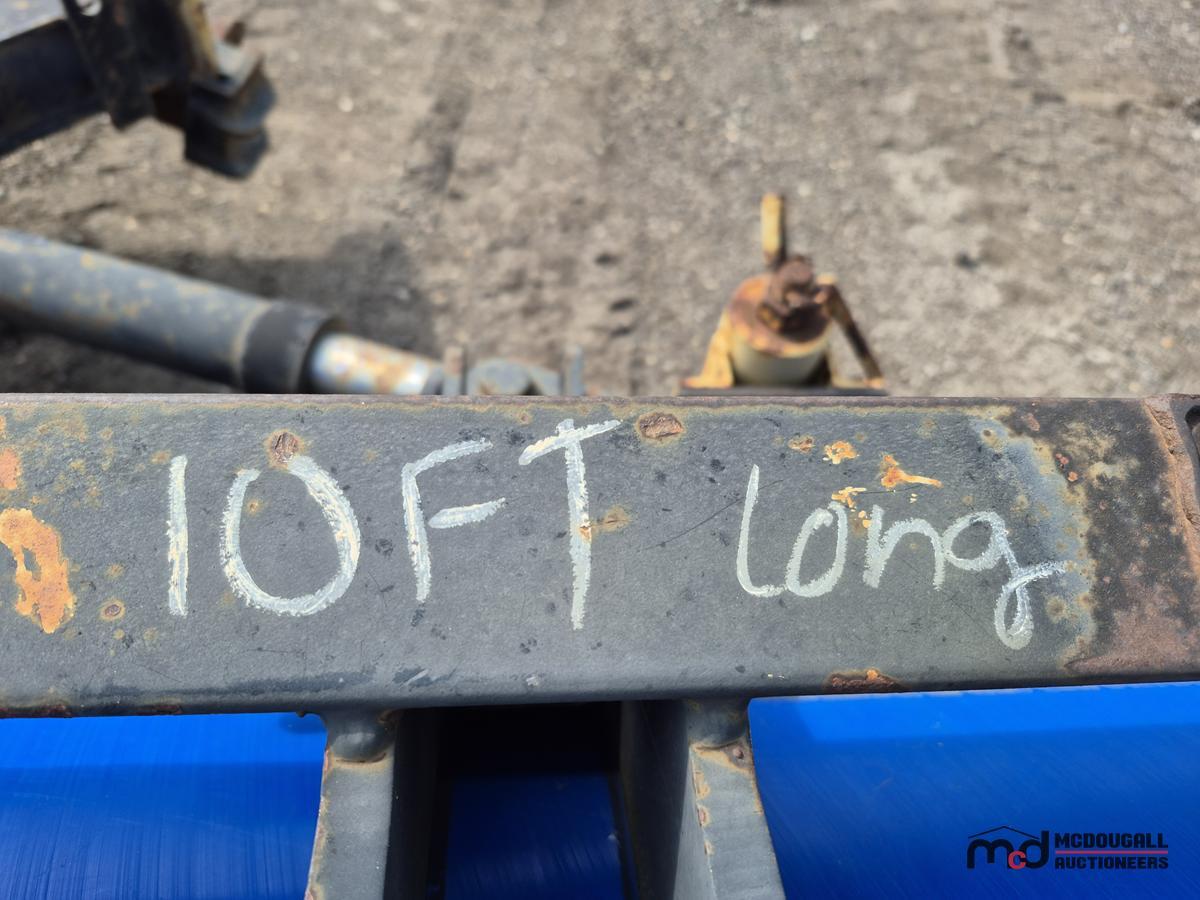 10FT long
mcd MCDOUGALL
AUCTIONEERS